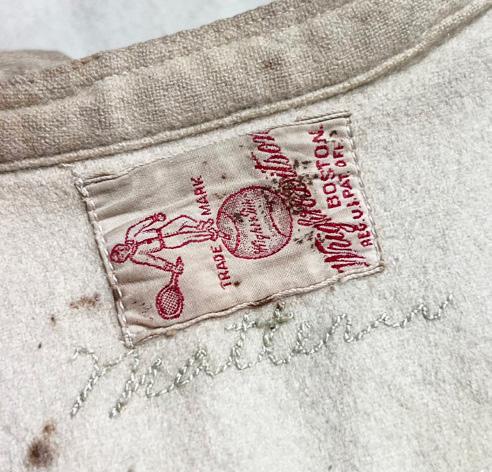 TRADE MARK
Wright & Ditson
BOSTON.
REG. U.S. PAT. OFF.